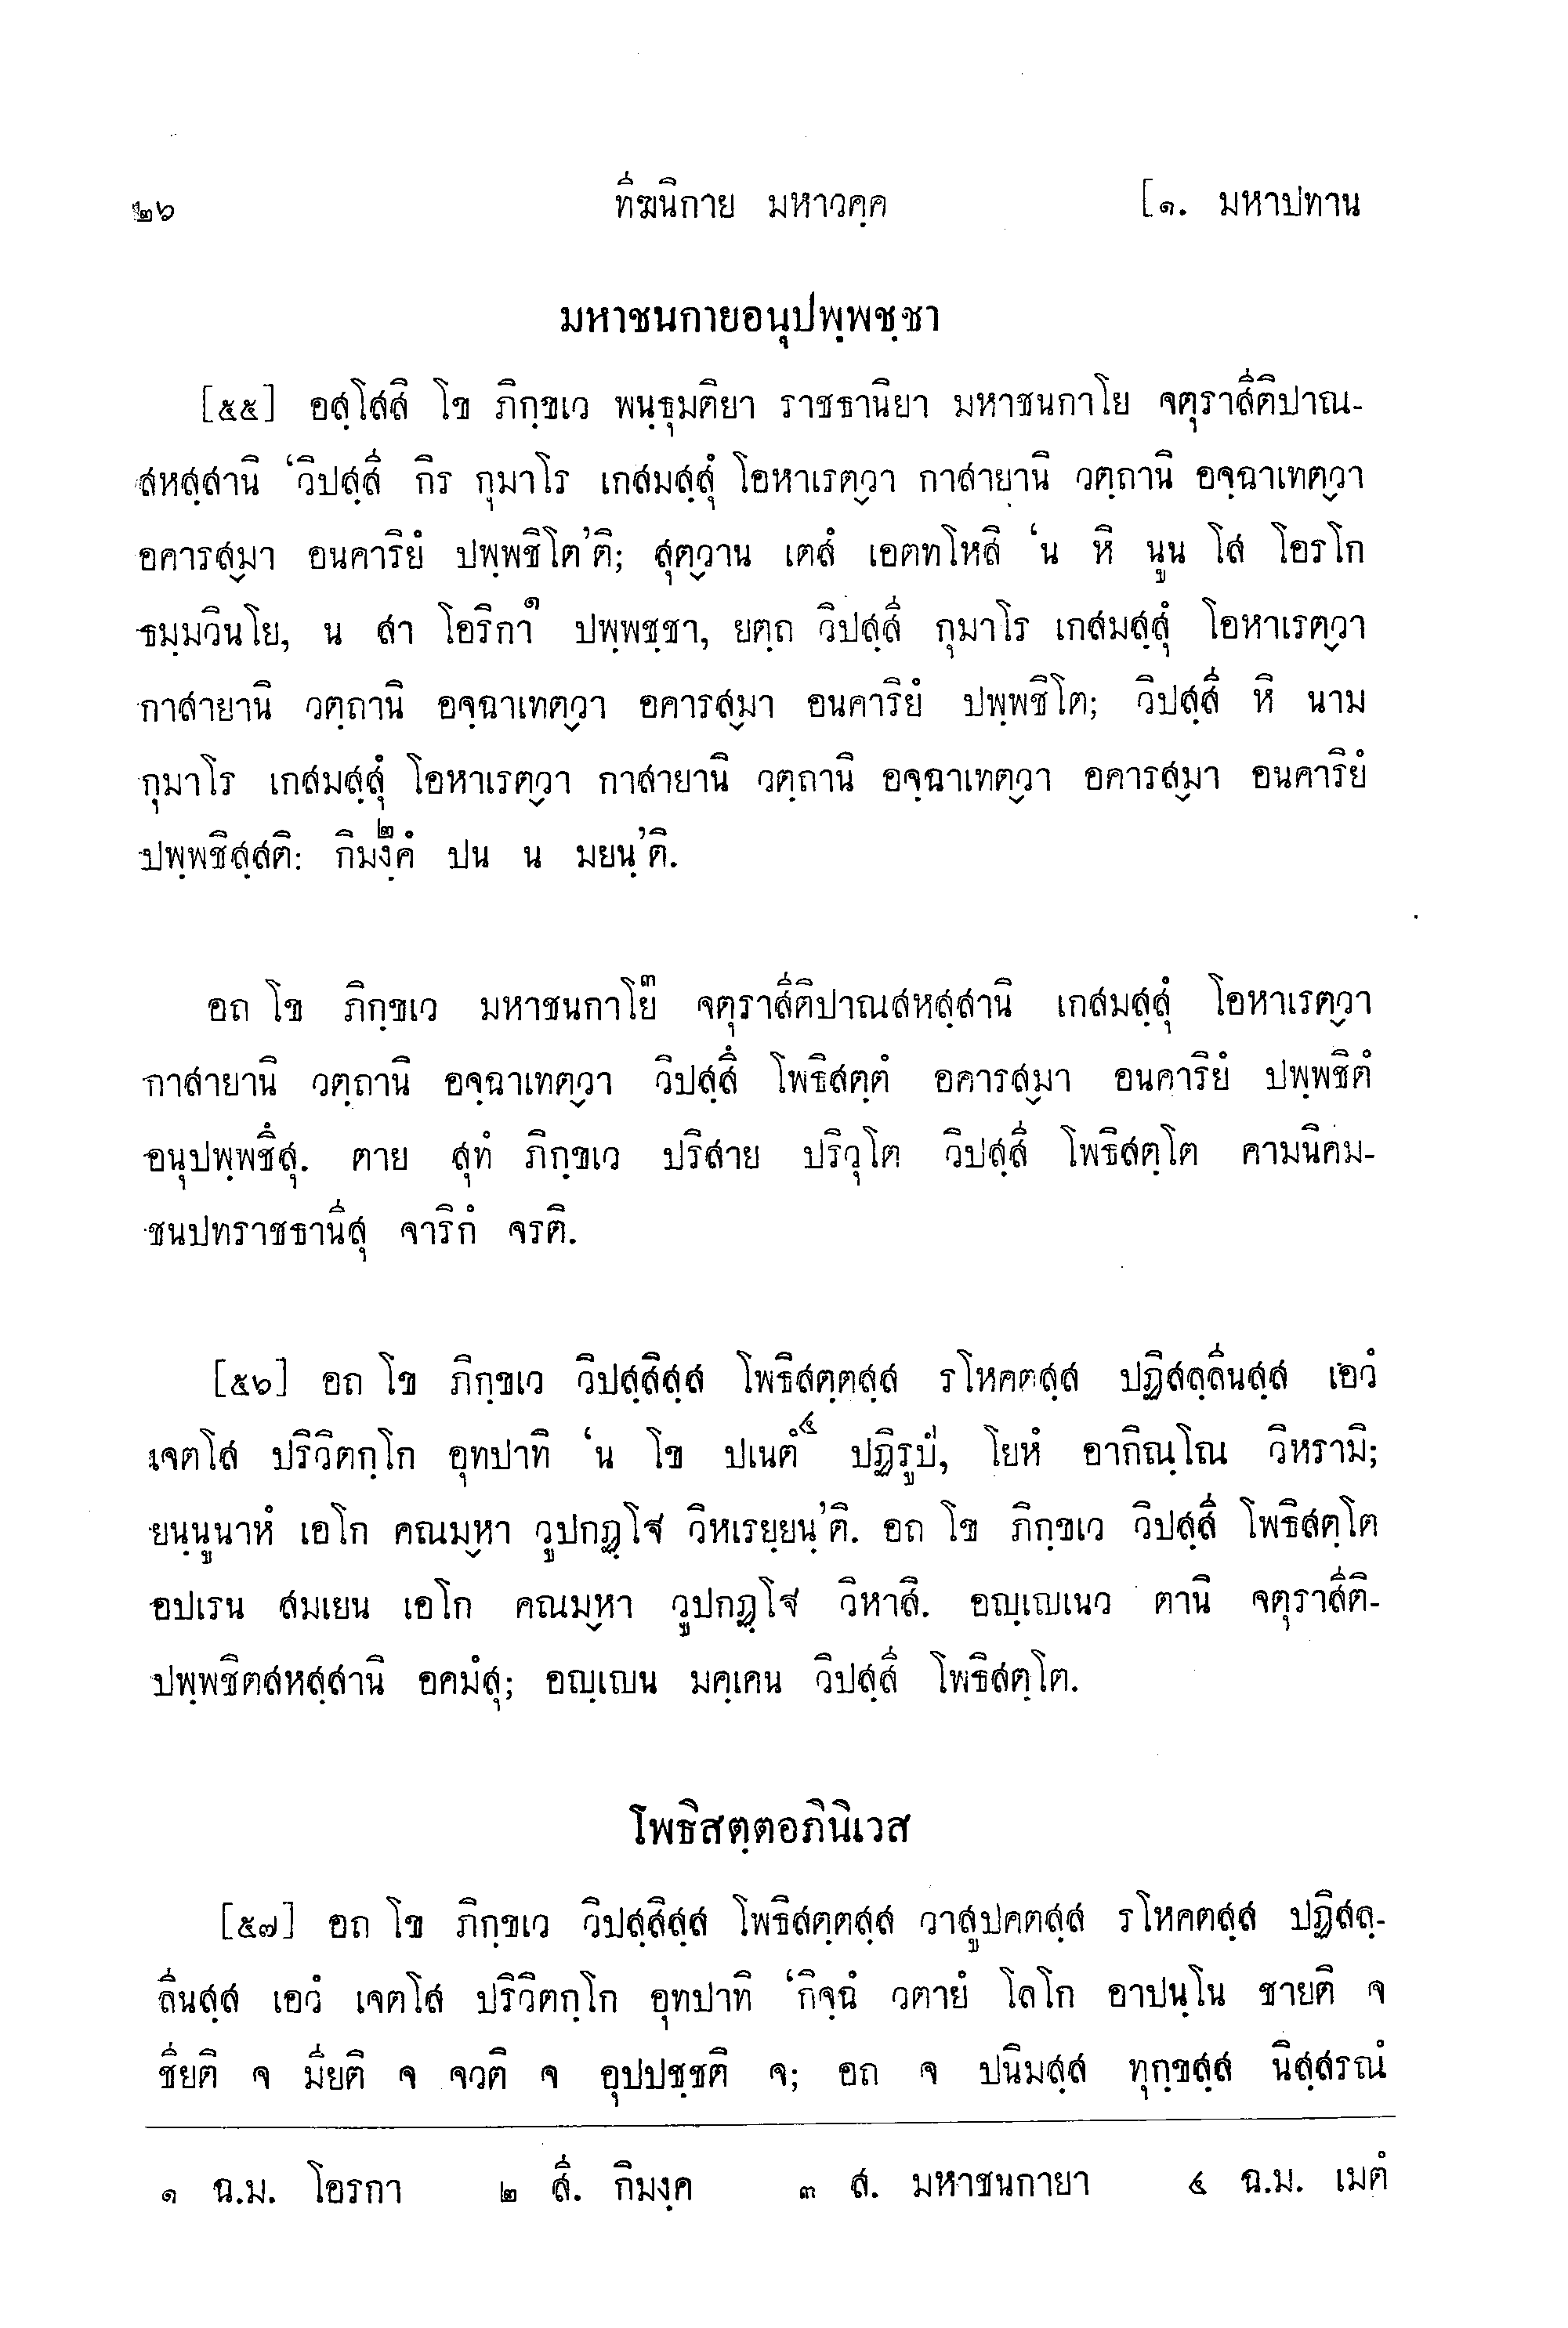 ๒๖ ทีฆนิกาย มหาวคฺค [๑. มหาปทาน
มหาชนกายอนุปพฺพชฺชา
[๕๕] อสฺโสสิ โข ภิกฺขเว พนฺธุมติยา ราชธานิยา มหาชนกาโย จตุราสีติปาณ-
สหสฺสานิ ‘วิปสฺสี กิร กุมาโร เกสมสฺสุํ โอหาเรตฺวา กาสายานิ วตฺถานิ อจฺฉาเทตฺวา
อคารสฺมา อนคาริยํ ปพฺพชิโต’ติ; สุตฺวาน เตสํ เอตทโหสิ ‘น หิ นูน โส โอรโก
ธมฺมวินโย, น สา โอริกา๑ ปพฺพชฺชา, ยตฺถ วิปสฺสี กุมาโร เกสมสฺสุํ โอหาเรตฺวา
กาสายานิ วตฺถานิ อจฺฉาเทตฺวา อคารสฺมา อนคาริยํ ปพฺพชิโต; วิปสฺสี หิ นาม
กุมาโร เกสมสฺสุํ โอหาเรตฺวา กาสายานิ วตฺถานิ อจฺฉาเทตฺวา อคารสฺมา อนคาริยํ
ปพฺพชิสฺสติ: กิมงฺคํ๒ ปน น มยนฺ’ติ.
อถ โข ภิกฺขเว มหาชนกาโย๓ จตุราสีติปาณสหสฺสานิ เกสมสฺสุํ โอหาเรตฺวา
กาสายานิ วตฺถานิ อจฺฉาเทตฺวา วิปสฺสึ โพธิสตฺตํ อคารสฺมา อนคาริยํ ปพฺพชิตํ
อนุปพฺพชึสุ. ตาย สุทํ ภิกฺขเว ปริสาย ปริวุโต วิปสฺสี โพธิสตฺโต คามนิคม-
ชนปทราชธานีสุ จาริกํ จรติ.
[๕๖] อถ โข ภิกฺขเว วิปสฺสิสฺส โพธิสตฺตสฺส รโหคตสฺส ปฏิสลฺลีนสฺส เอวํ
เจตโส ปริวิตกฺโก อุทปาทิ ‘น โข ปเนตํ๔ ปฏิรูปํ, โยหํ อากิณฺโณ วิหรามิ;
ยนฺนูนาหํ เอโก คณมฺหา วูปกฏฺโฐ วิหเรยฺยนฺ’ติ. อถ โข ภิกฺขเว วิปสฺสี โพธิสตฺโต
อปเรน สมเยน เอโก คณมฺหา วูปกฏฺโฐ วิหาสิ. อญฺเญเนว ตานิ จตุราสีติ-
ปพฺพชิตสหสฺสานิ อคมํสุ; อญฺเญน มคฺเคน วิปสฺสี โพธิสตฺโต.
โพธิสตฺตอภินิเวส
[๕๗] อถ โข ภิกฺขเว วิปสฺสิสฺส โพธิสตฺตสฺส วาสูปคตสฺส รโหคตสฺส ปฏิสลฺ-
ลีนสฺส เอวํ เจตโส ปริวิตกฺโก อุทปาทิ ‘กิจฺฉํ วตายํ โลโก อาปนฺโน ชายติ จ
ชียติ จ มียติ จ จวติ จ อุปปชฺชติ จ; อถ จ ปนิมสฺส ทุกฺขสฺส นิสฺสรณํ
๑ ฉ.ม. โอรกา ๒ สี. กิมงฺค ๓ ส. มหาชนกายา ๔ ฉ.ม. เมตํ